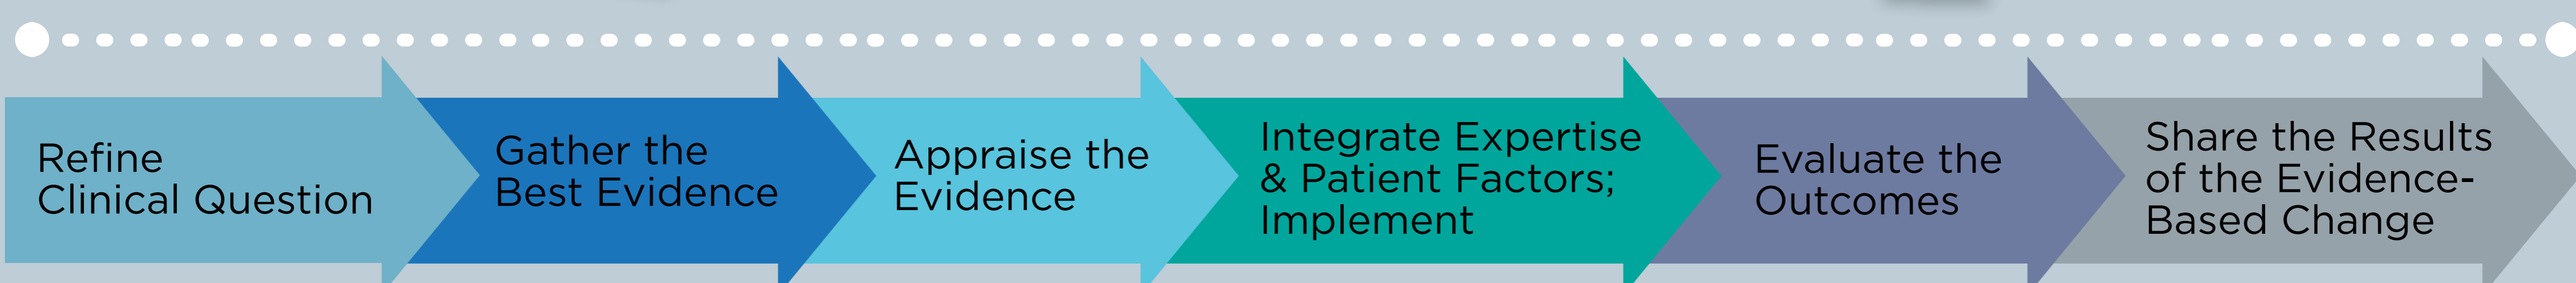 Refine
Clinical Question
Gather the
Best Evidence
Appraise the
Evidence
Integrate Expertise
& Patient Factors;
Implement
Evaluate the
Outcomes
Share the Results
of the Evidence-
Based Change